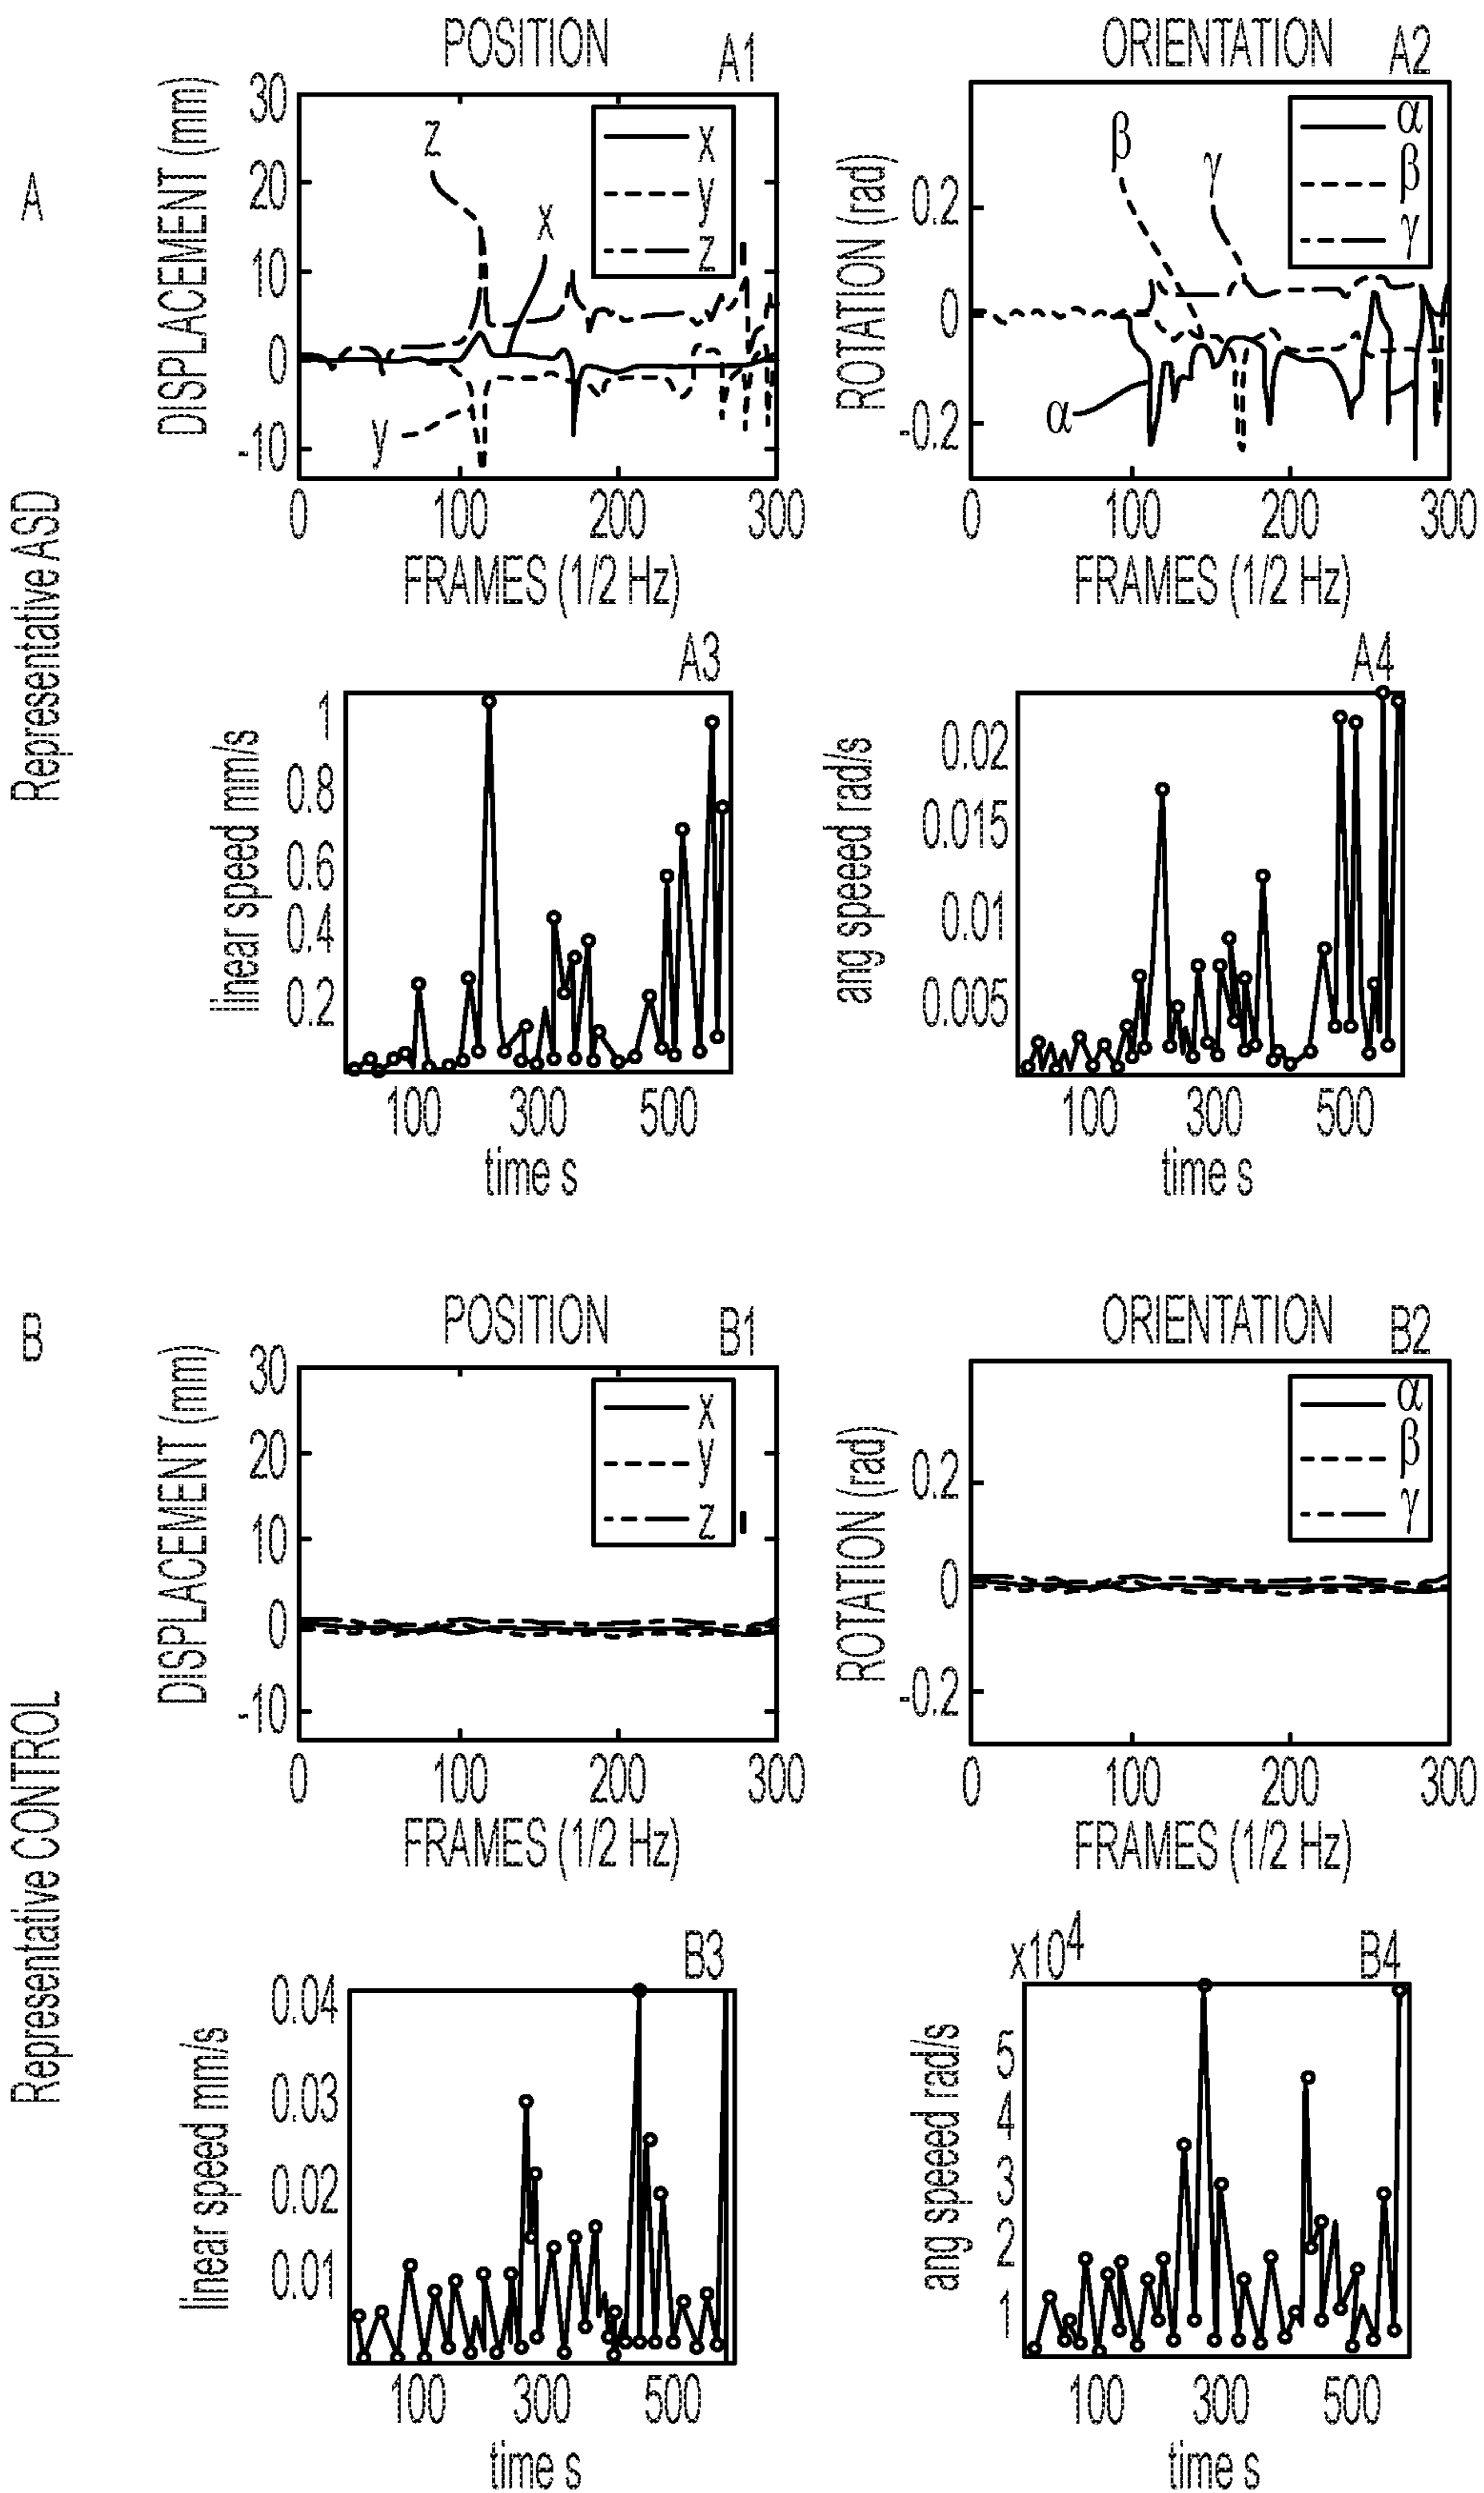 A
Representative ASD
POSITION
A1
DISPLACEMENT (mm)
30
20
10
0
-10
z
x
y
x
y
z
0 100 200 300
FRAMES (1/2 Hz)
ORIENTATION
A2
ROTATION (rad)
0.2
0
-0.2
β
γ
α
α
β
γ
0 100 200 300
FRAMES (1/2 Hz)
A3
linear speed mm/s
1
0.8
0.6
0.4
0.2
100 300 500
time s
A4
ang speed rad/s
0.02
0.015
0.01
0.005
100 300 500
time s
B
Representative CONTROL
POSITION
B1
DISPLACEMENT (mm)
30
20
10
0
-10
x
y
z
0 100 200 300
FRAMES (1/2 Hz)
ORIENTATION
B2
ROTATION (rad)
0.2
0
-0.2
α
β
γ
0 100 200 300
FRAMES (1/2 Hz)
B3
linear speed mm/s
0.04
0.03
0.02
0.01
100 300 500
time s
x10⁴
B4
ang speed rad/s
5
4
3
2
1
100 300 500
time s